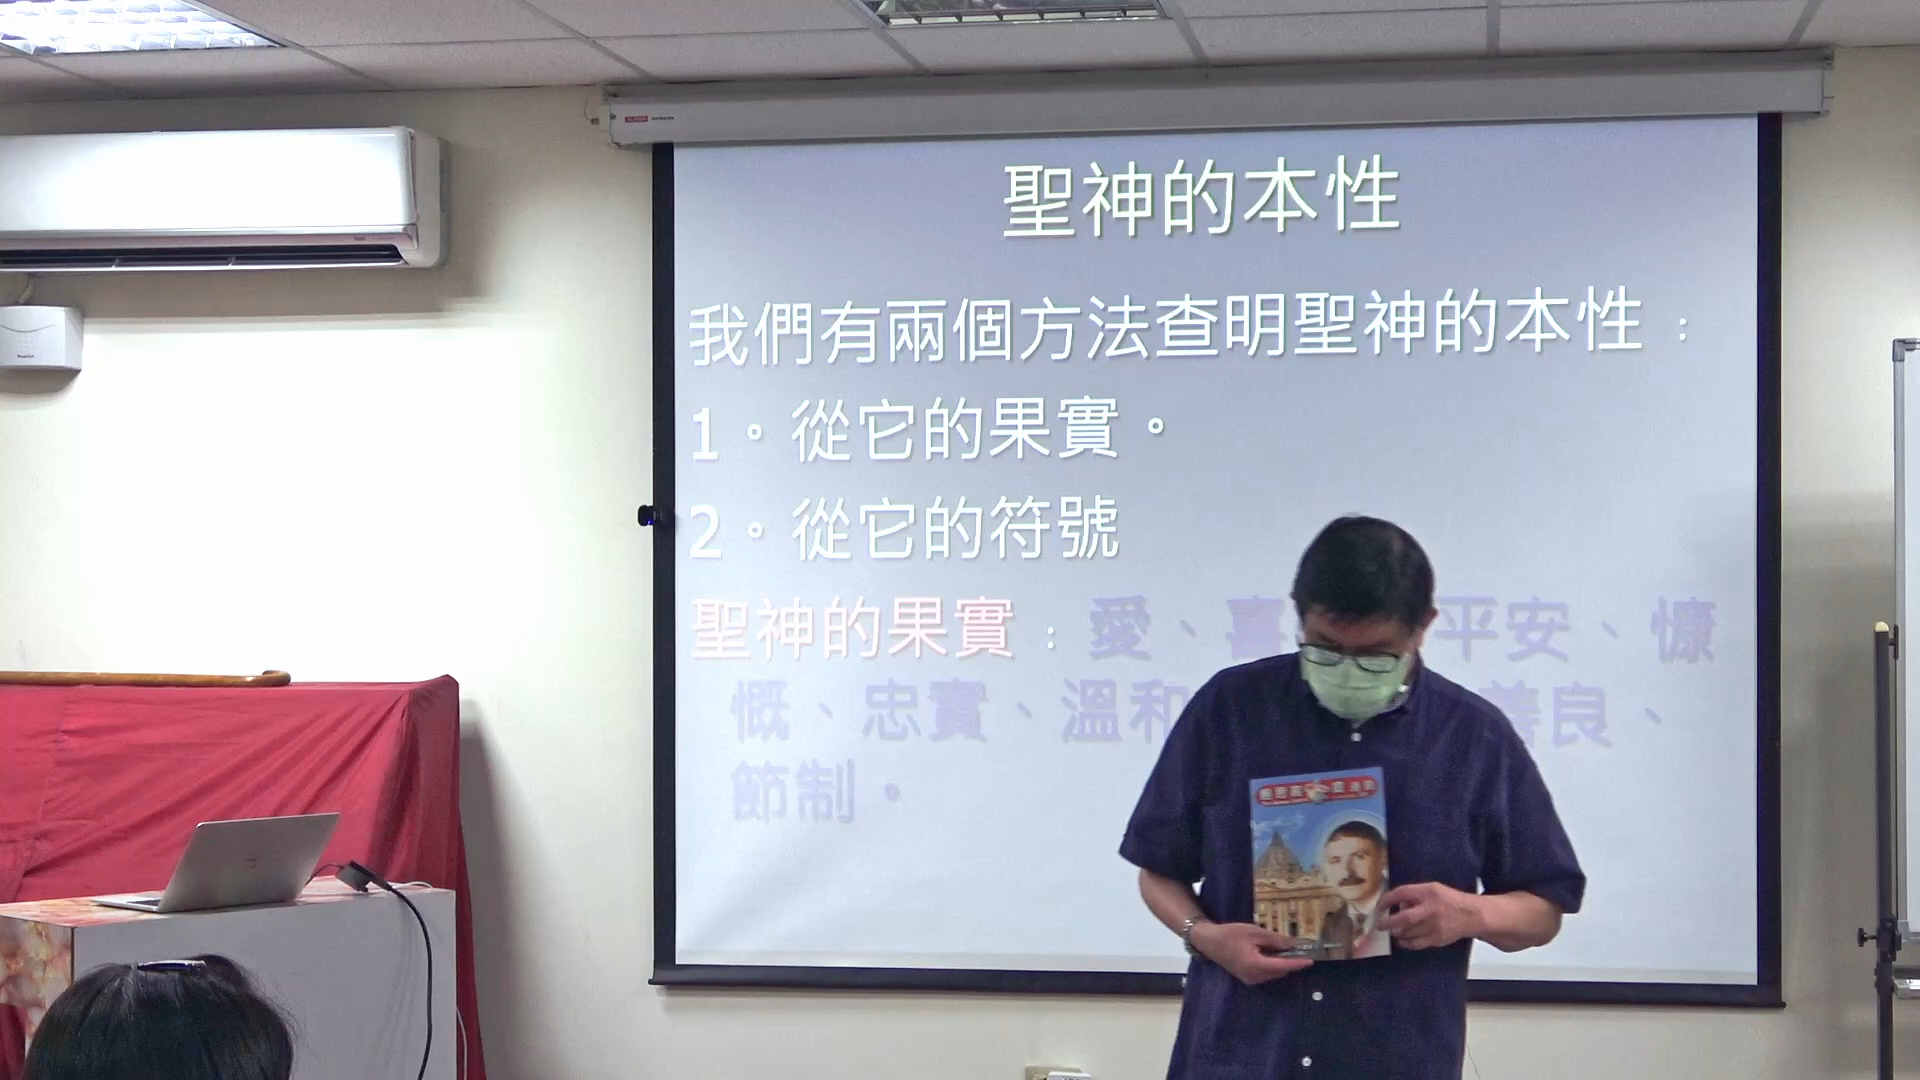 聖神的本性
我們有兩個方法查明聖神的本性：
1。從它的果實。
2。從它的符號
聖神的果實：愛、喜 平安、慷
慨、忠實、溫和 善良、
節制。